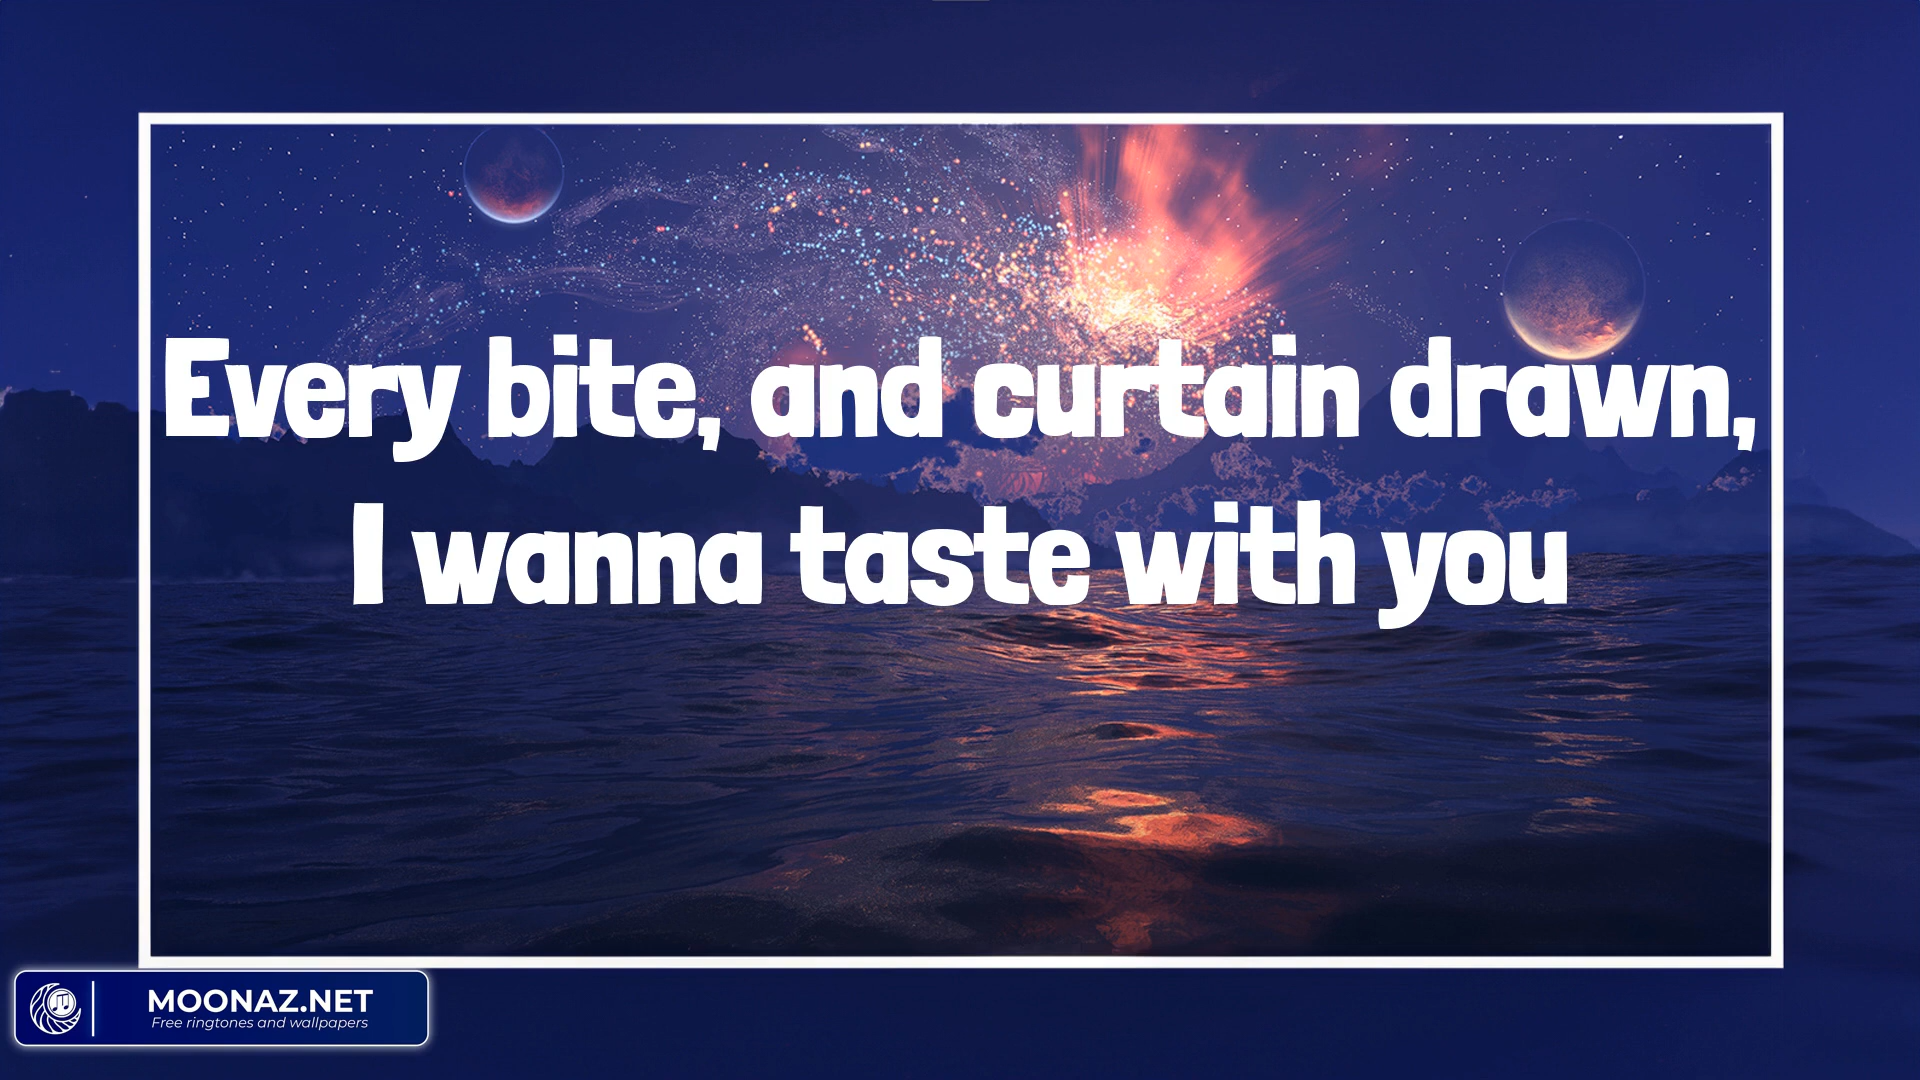 Every bite, and curtain drawn,
I wanna taste with you
MOONAZ.NET
Free ringtones and wallpapers